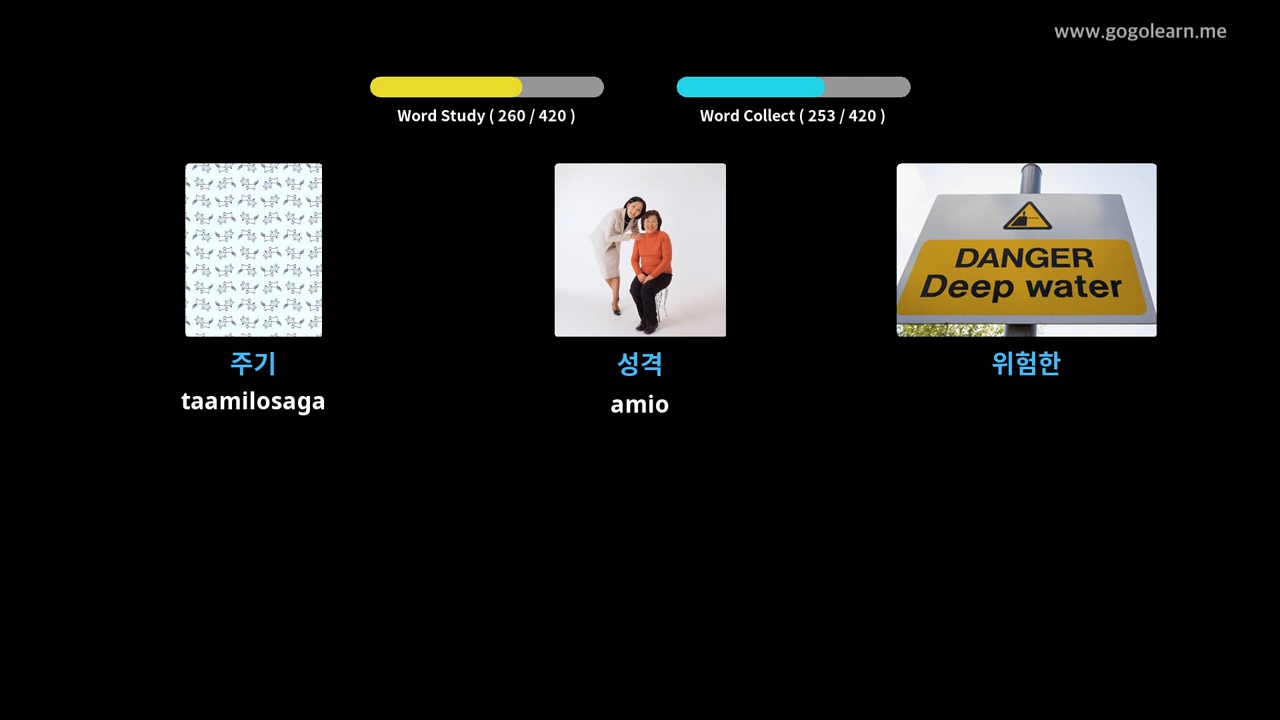 www.gogolearn.me
Word Study ( 260 / 420 )
Word Collect ( 253 / 420 )
DANGER
Deep water
주기
성격
위험한
taamilosaga
amio